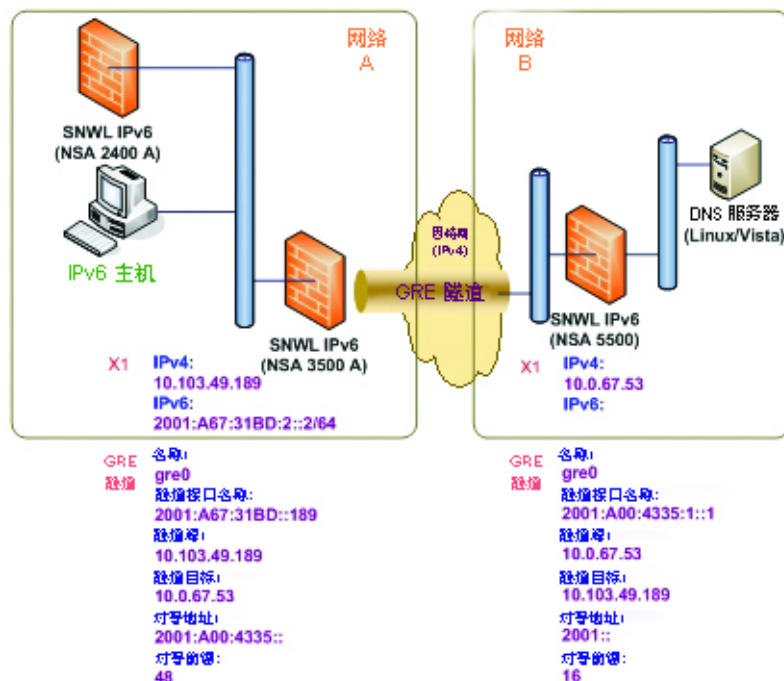 网络
A
网络
B
SNWL IPv6
(NSA 2400 A)
IPv6 主机
SNWL IPv6
(NSA 3500 A)
因特网
(IPv4)
GRE 隧道
SNWL IPv6
(NSA 5500)
DNS 服务器
(Linux/Vista)
X1
IPv4:
10.103.49.189
IPv6:
2001:A67:31BD:2::2/64
X1
IPv4:
10.0.67.53
IPv6:
GRE
隧道
名称:
gre0
隧道接口名称:
2001:A67:31BD::189
隧道源:
10.103.49.189
隧道目标:
10.0.67.53
对等地址:
2001:A00:4335::
对等前缀:
48
GRE
隧道
名称:
gre0
隧道接口名称:
2001:A00:4335:1::1
隧道源:
10.0.67.53
隧道目标:
10.103.49.189
对等地址:
2001::
对等前缀:
16